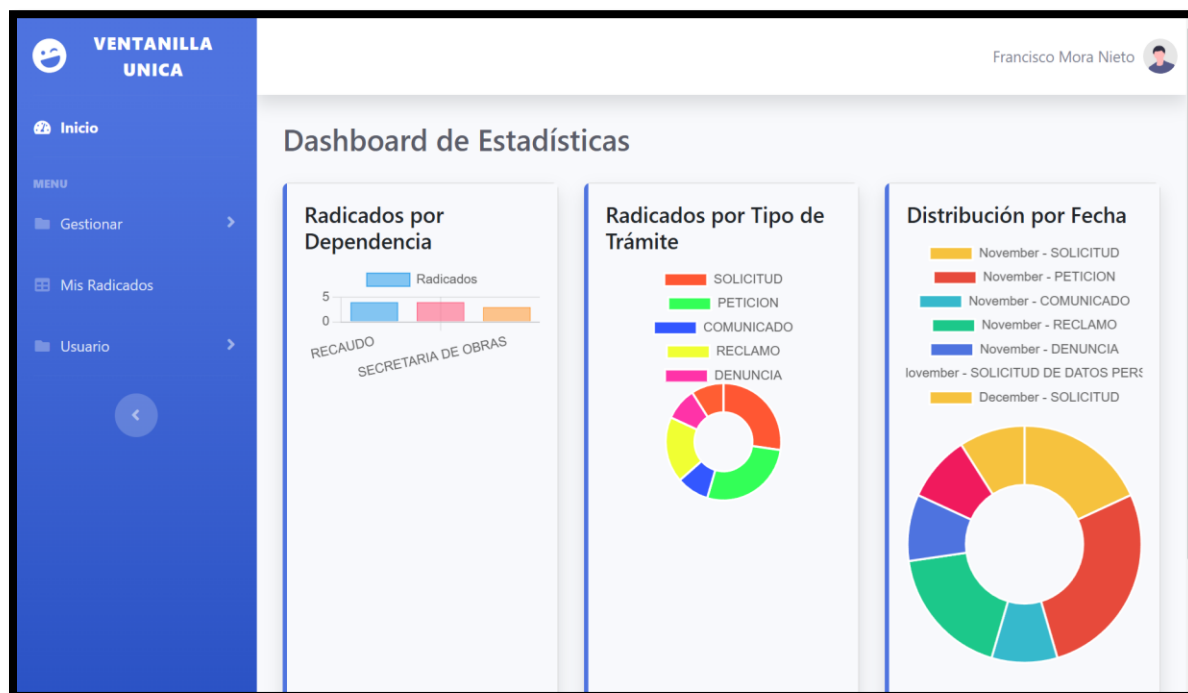 VENTANILLA
UNICA
Francisco Mora Nieto
Inicio
MENU
Gestionar
Mis Radicados
Usuario
Dashboard de Estadísticas
Radicados por
Dependencia
Radicados
5
0
RECAUDO
SECRETARIA DE OBRAS
Radicados por Tipo de
Trámite
SOLICITUD
PETICION
COMUNICADO
RECLAMO
DENUNCIA
Distribución por Fecha
November - SOLICITUD
November - PETICION
November - COMUNICADO
November - RECLAMO
November - DENUNCIA
lovember - SOLICITUD DE DATOS PERS
December - SOLICITUD